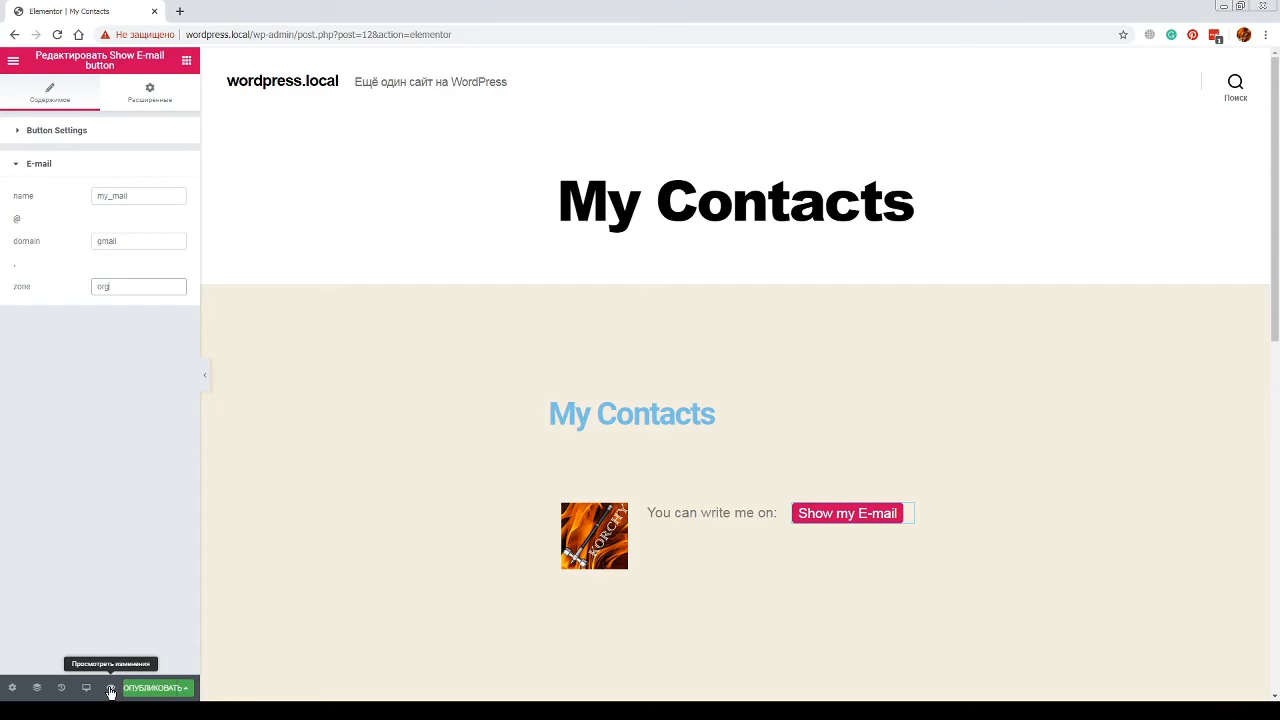 Elementor | My Contacts
Не защищено
wordpress.local/wp-admin/post.php?post=12&action=elementor
1
Редактировать Show E-mail
button
Содержимое
Расширенные
Button Settings
E-mail
name
my_mail
@
domain
gmail
.
zone
org
Просмотреть изменения
ОПУБЛИКОВАТЬ
wordpress.local
Ещё один сайт на WordPress
Поиск
My Contacts
My Contacts
KORCHY
You can write me on:
Show my E-mail